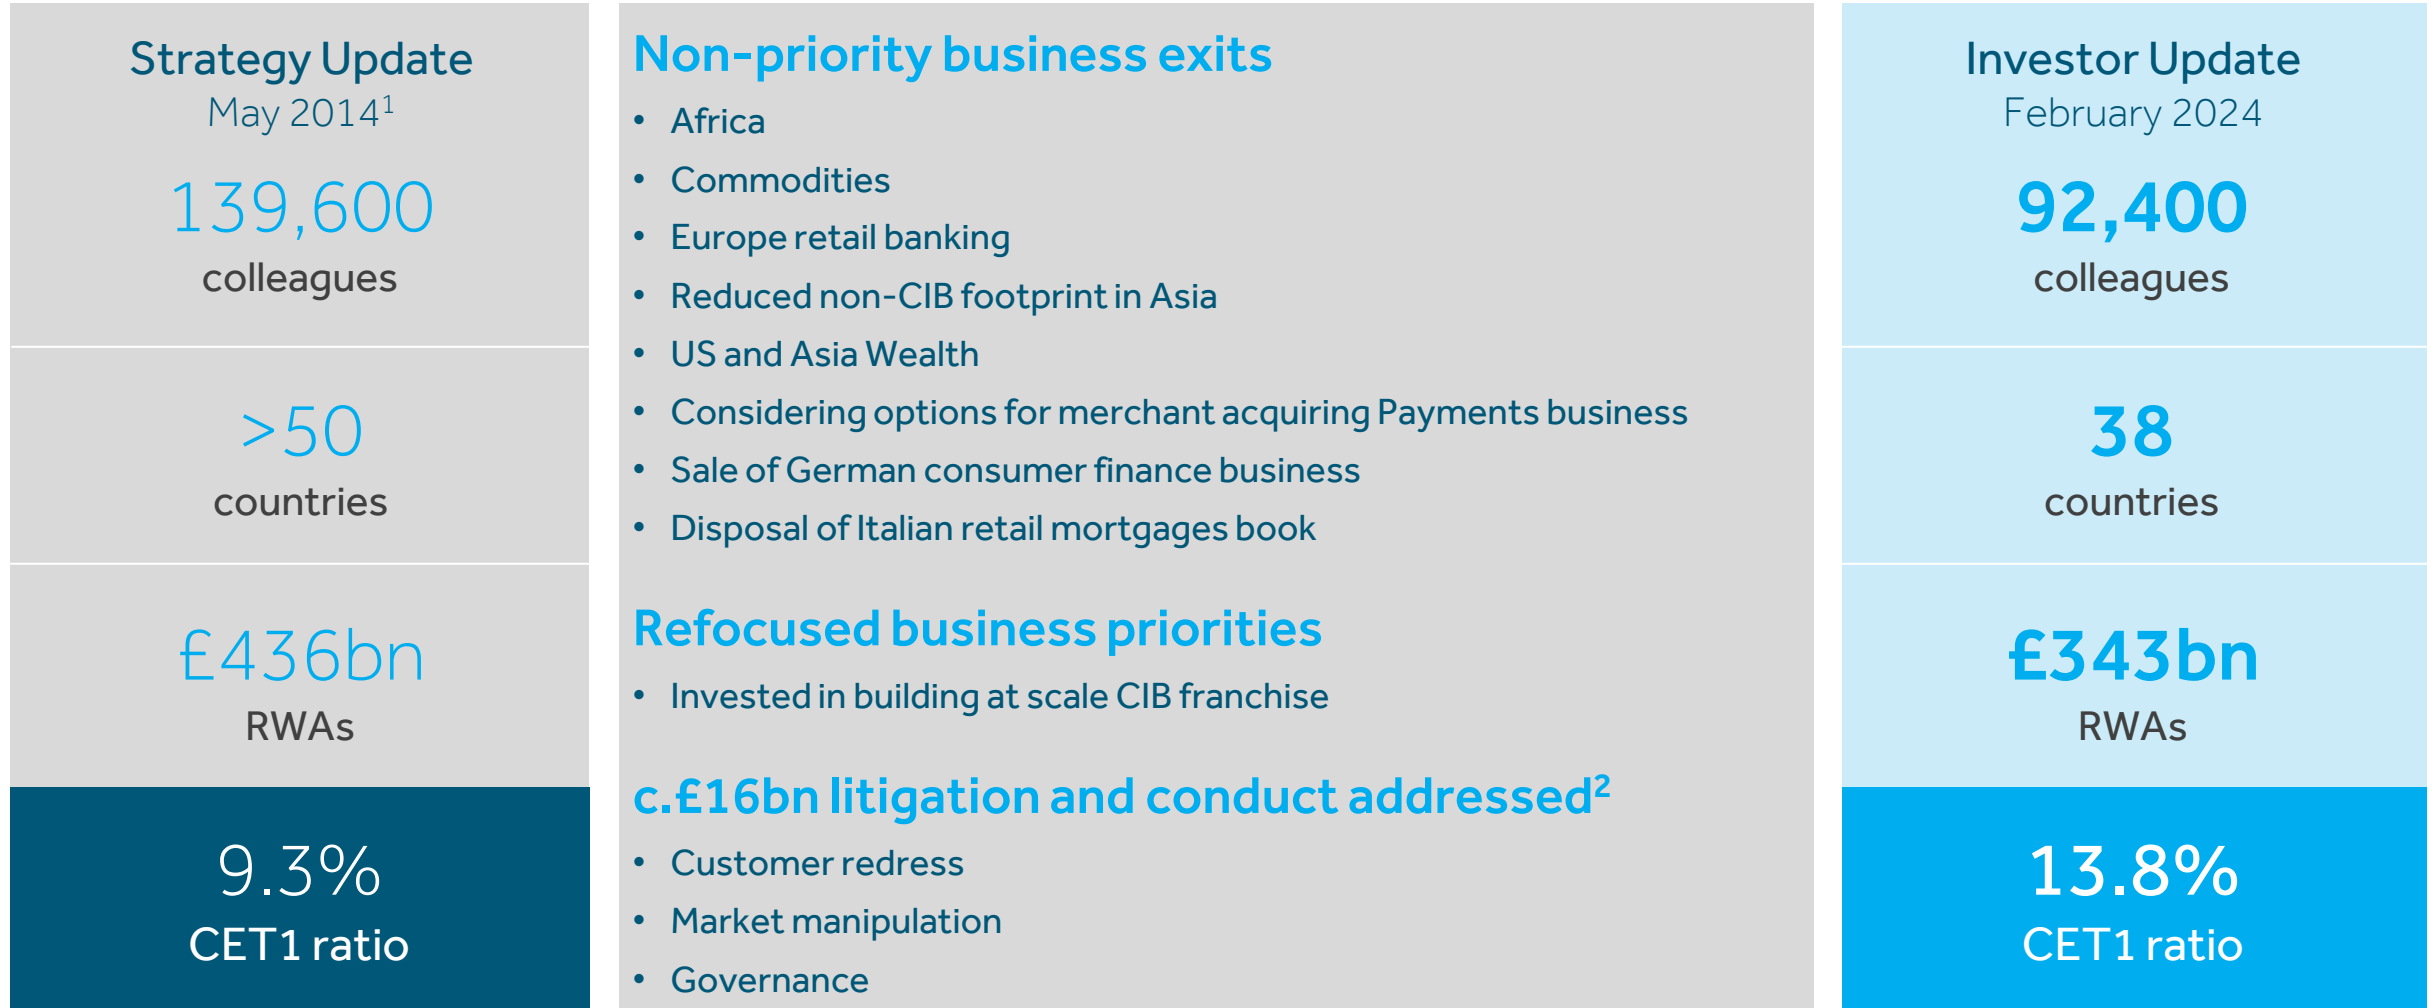 Strategy Update
May 2014¹
139,600
colleagues
>50
countries
£436bn
RWAs
9.3%
CET1 ratio
Non-priority business exits
• Africa
• Commodities
• Europe retail banking
• Reduced non-CIB footprint in Asia
• US and Asia Wealth
• Considering options for merchant acquiring Payments business
• Sale of German consumer finance business
• Disposal of Italian retail mortgages book
Refocused business priorities
• Invested in building at scale CIB franchise
c.£16bn litigation and conduct addressed²
• Customer redress
• Market manipulation
• Governance
Investor Update
February 2024
92,400
colleagues
38
countries
£343bn
RWAs
13.8%
CET1 ratio